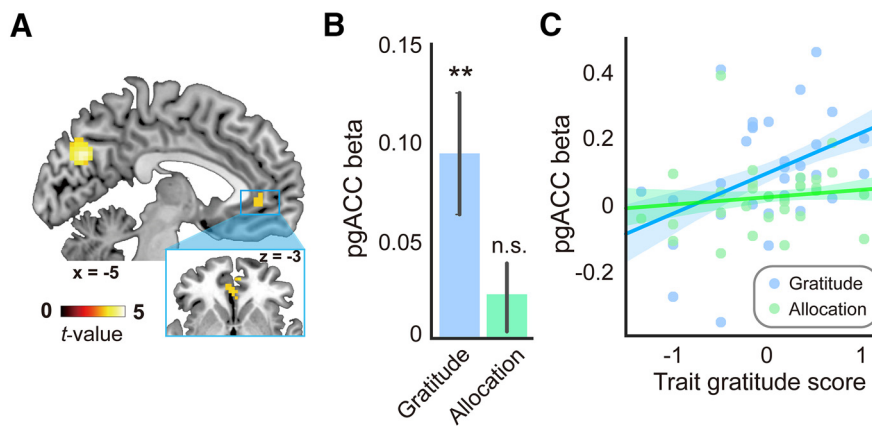 A
x = -5
z = -3
0 5
t-value
B
0.15
0.10
0.05
0
pgACC beta
**
n.s.
Gratitude
Allocation
C
0.4
0.2
0
-0.2
pgACC beta
Gratitude
Allocation
-1 0 1
Trait gratitude score